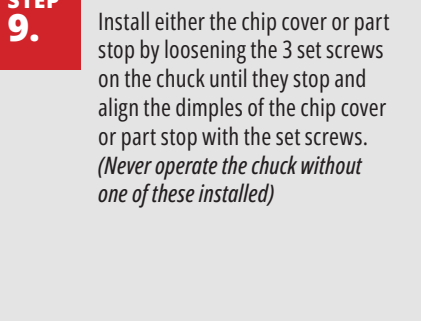 STEP
9.
Install either the chip cover or part
stop by loosening the 3 set screws
on the chuck until they stop and
align the dimples of the chip cover
or part stop with the set screws.
(Never operate the chuck without
one of these installed)